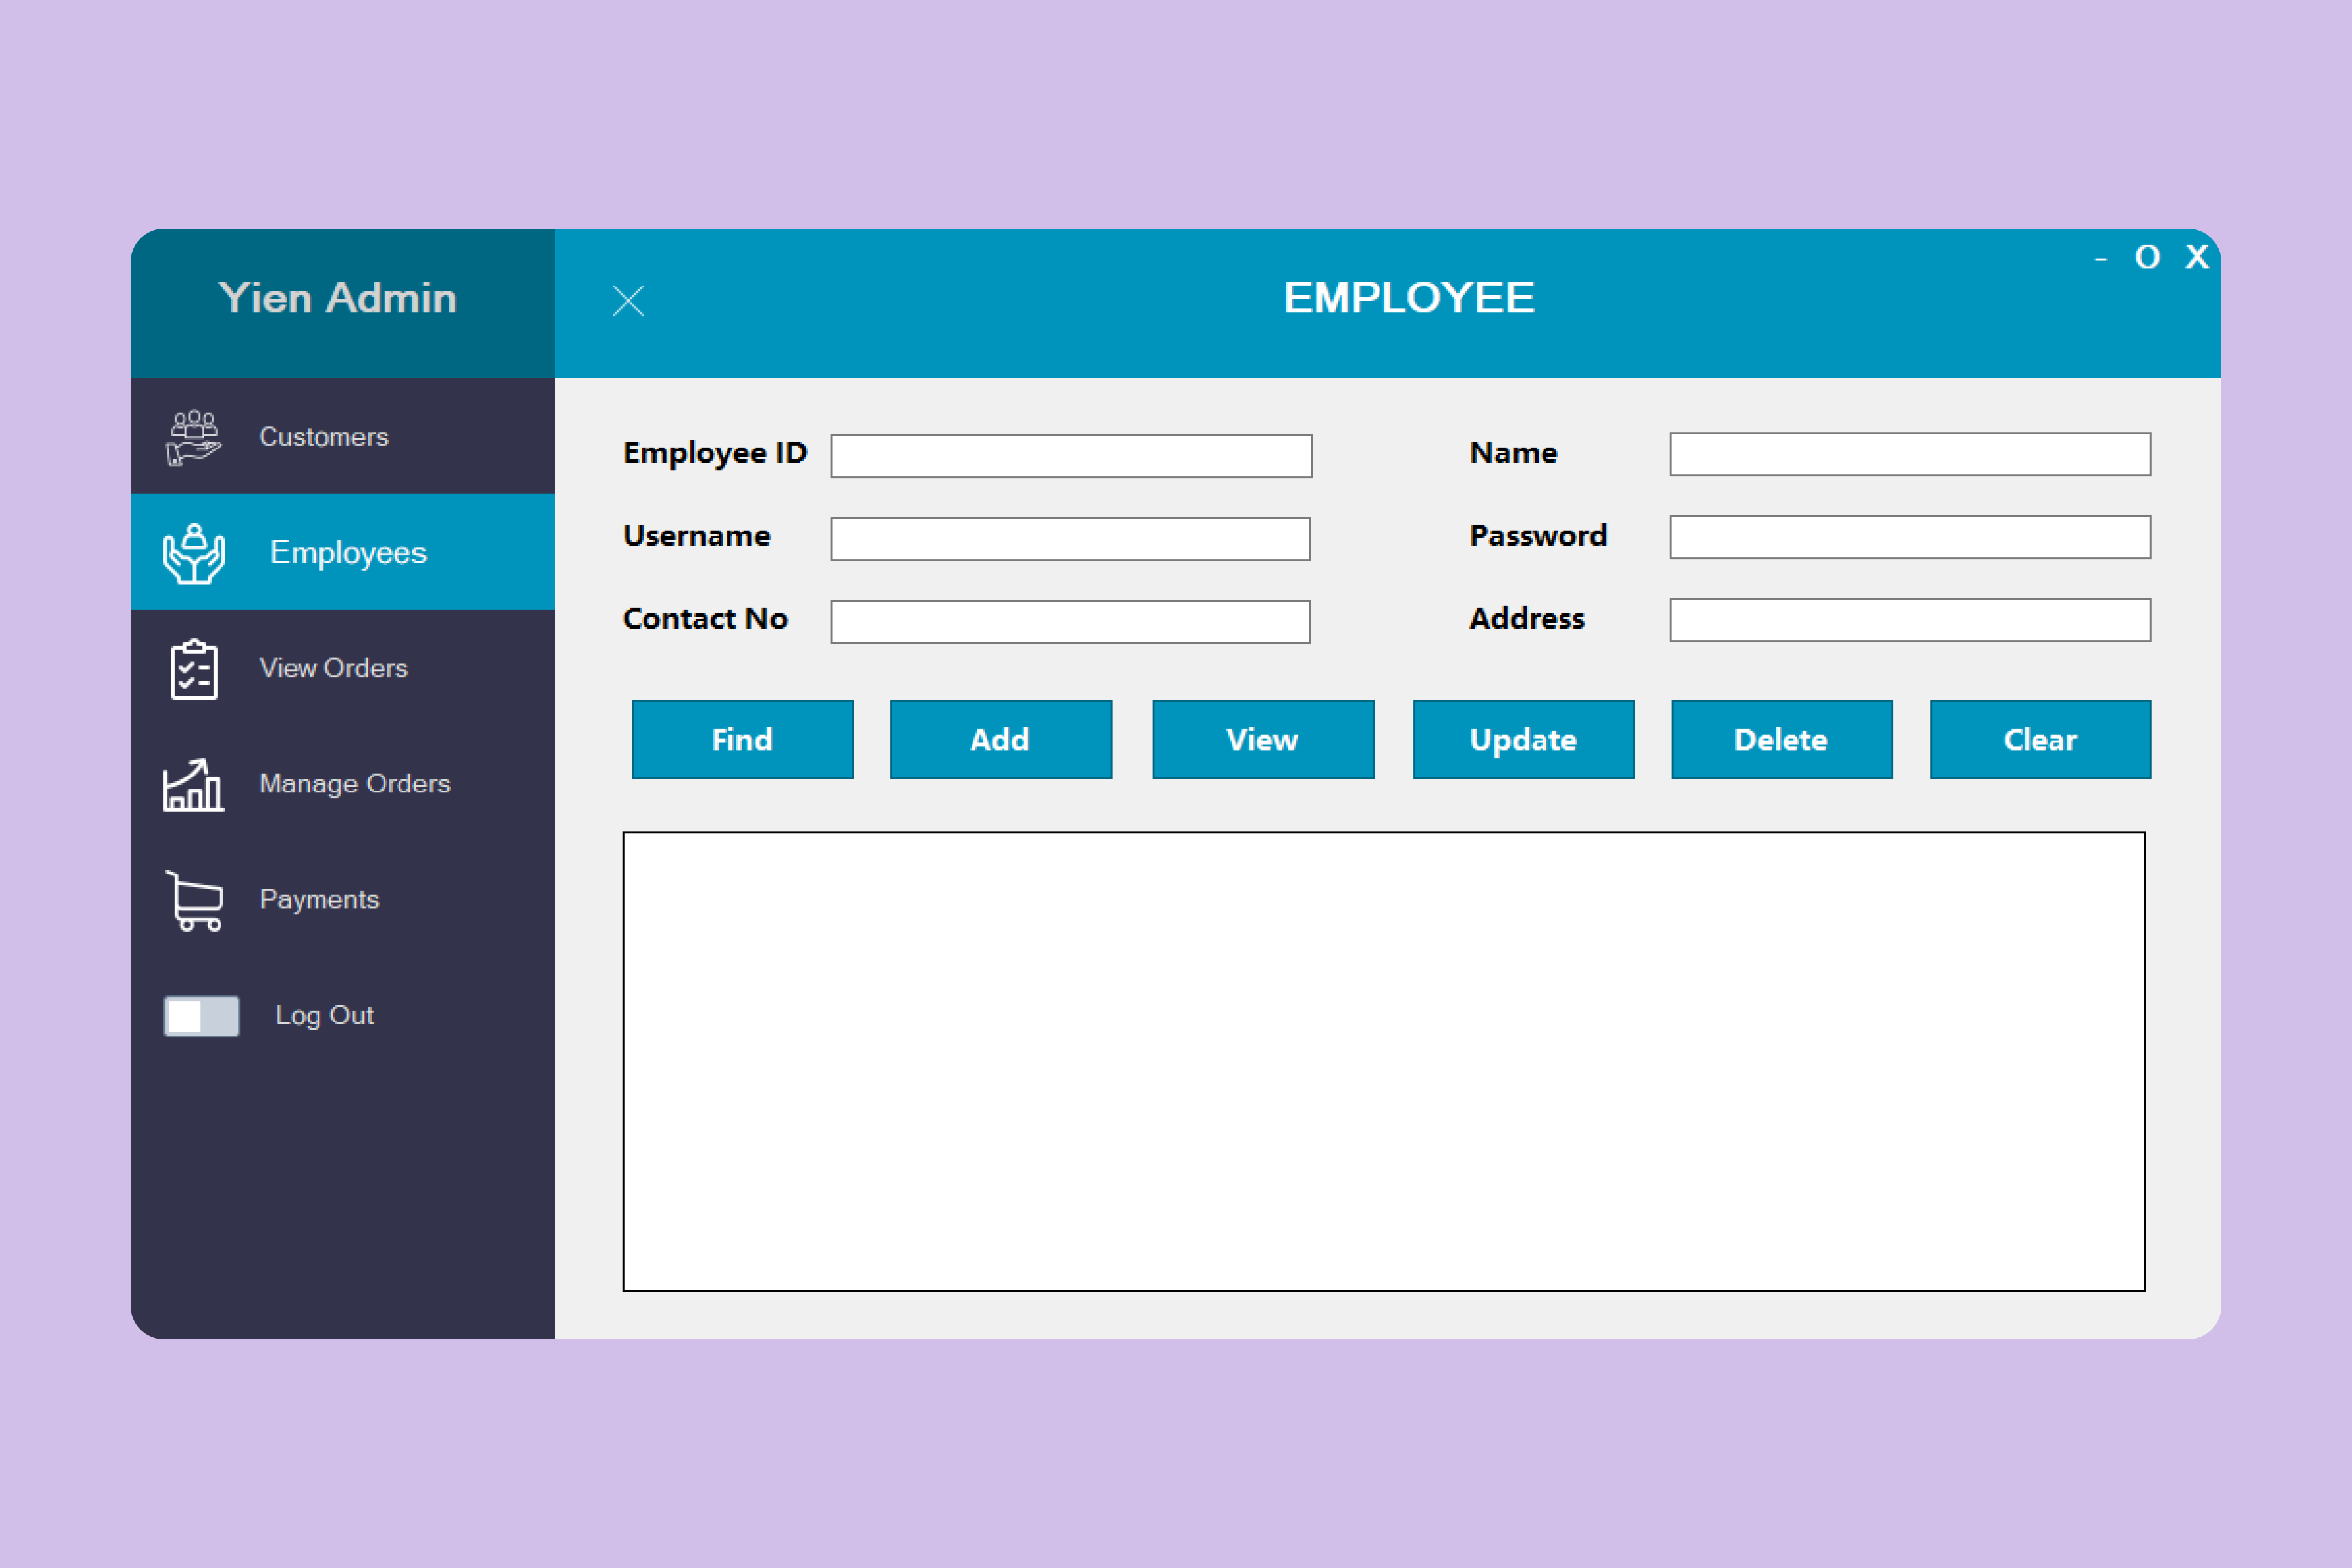 Yien Admin
EMPLOYEE
- O X
Customers
Employees
View Orders
Manage Orders
Payments
Log Out
Employee ID
Name
Username
Password
Contact No
Address
Find Add View Update Delete Clear